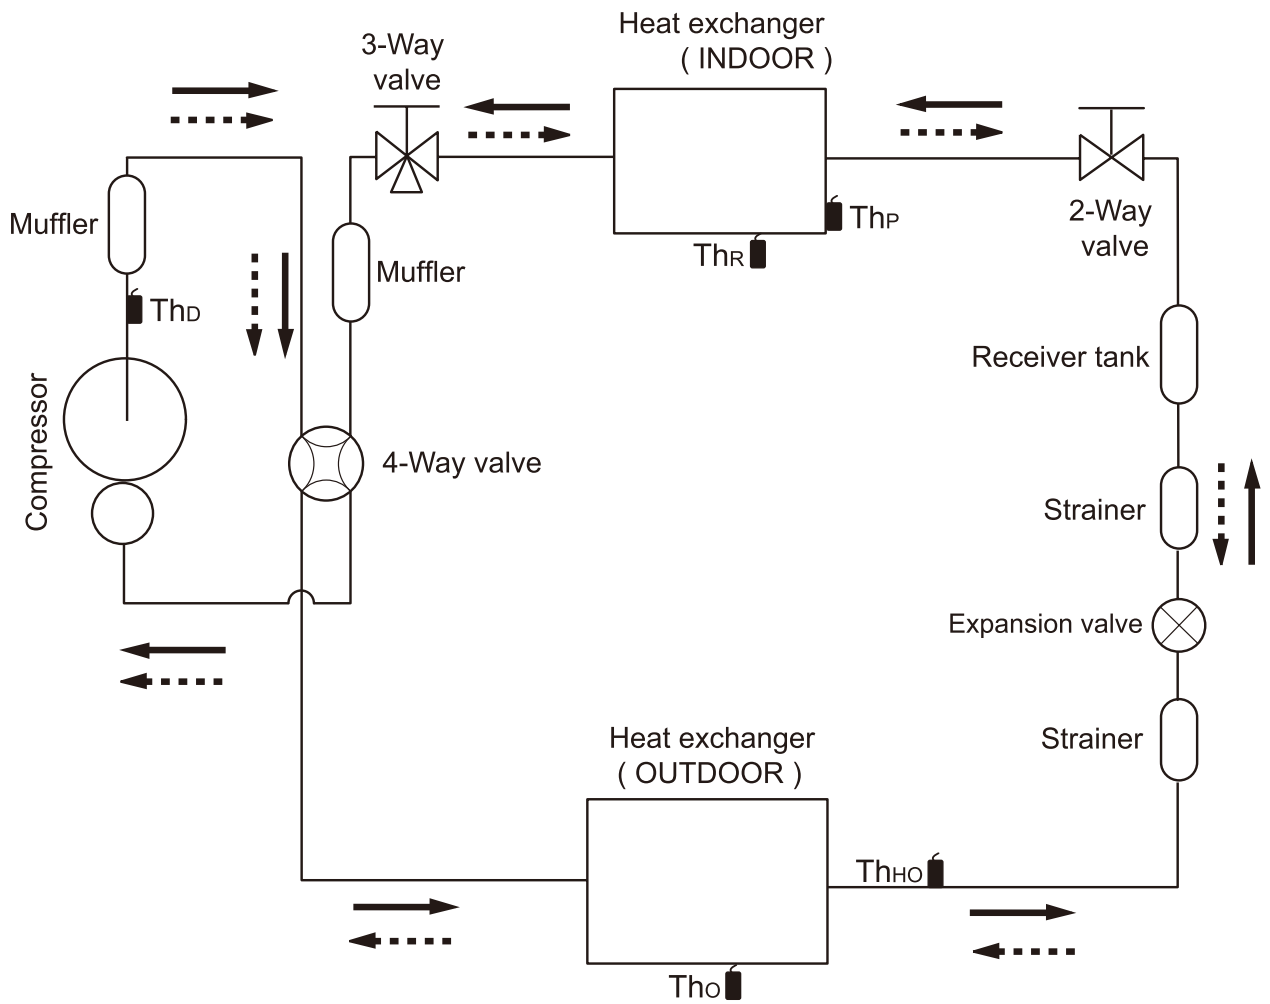 Heat exchanger
( INDOOR )
3-Way
valve
2-Way
valve
Muffler
ThP
ThR
Muffler
ThD
Receiver tank
Compressor
4-Way valve
Strainer
Expansion valve
Heat exchanger
( OUTDOOR )
Strainer
ThHO
ThO